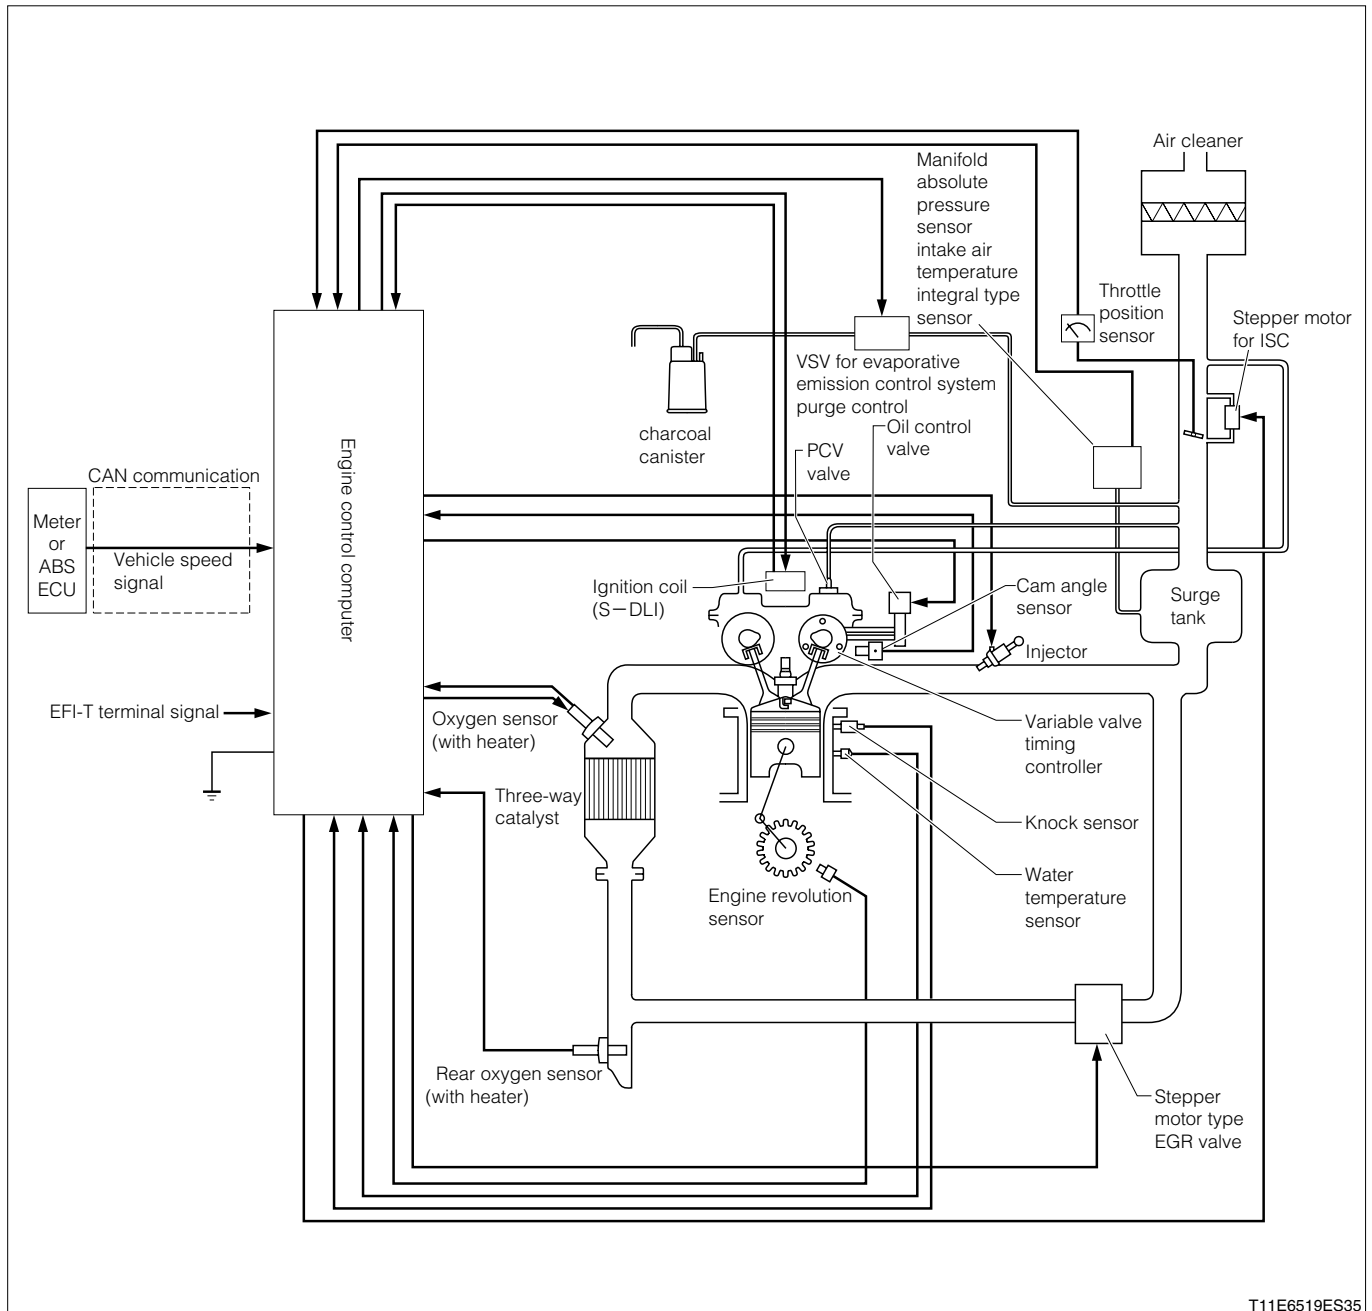 Air cleaner
Manifold
absolute
pressure
sensor
intake air
temperature
integral type
sensor
Throttle
position
sensor
Stepper motor
for ISC
VSV for evaporative
emission control system
purge control
charcoal
canister
PCV
valve
Oil control
valve
Engine control computer
CAN communication
Meter
or
ABS
ECU
Vehicle speed
signal
Ignition coil
(S−DLI)
Cam angle
sensor
Surge
tank
Injector
EFI-T terminal signal
Oxygen sensor
(with heater)
Variable valve
timing
controller
Three-way
catalyst
Knock sensor
Engine revolution
sensor
Water
temperature
sensor
Rear oxygen sensor
(with heater)
Stepper
motor type
EGR valve
T11E6519ES35